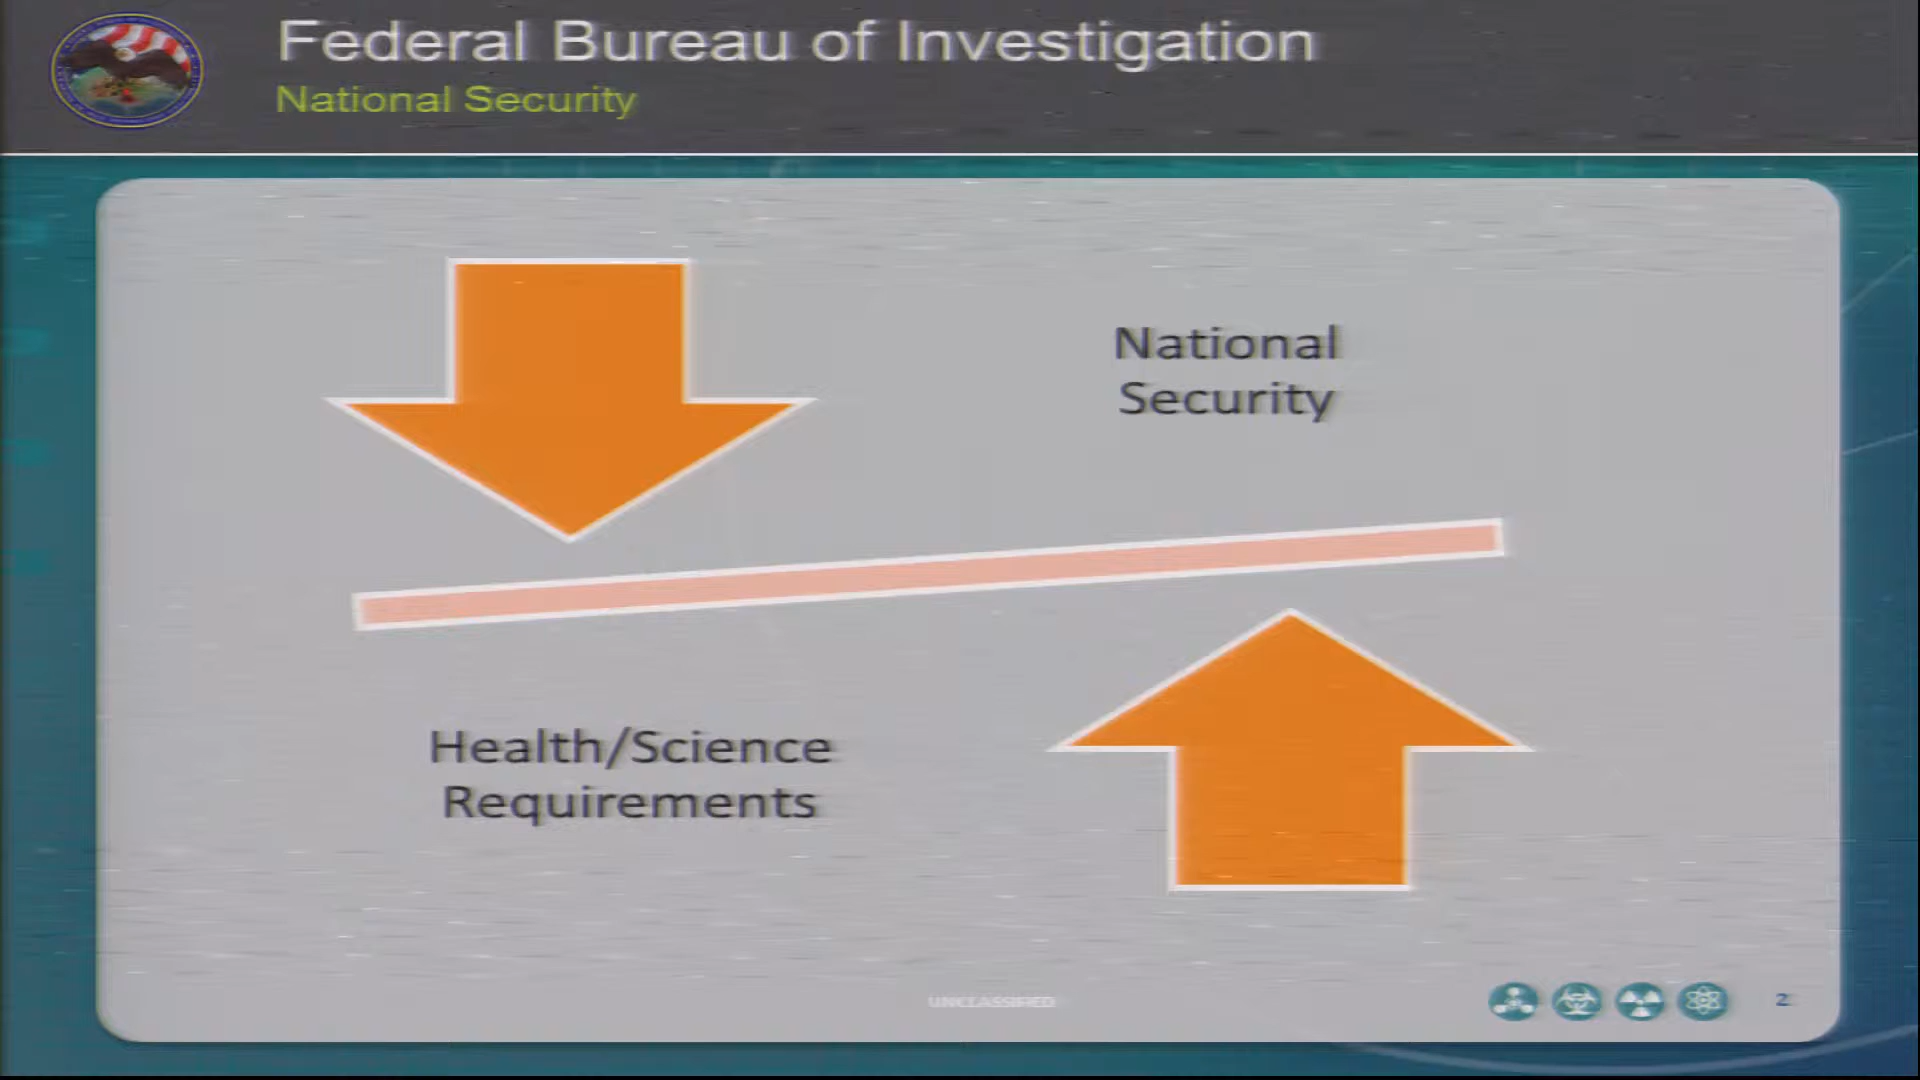 Federal Bureau of Investigation
National Security
National
Security
Health/Science
Requirements
UNCLASSIFIED
2